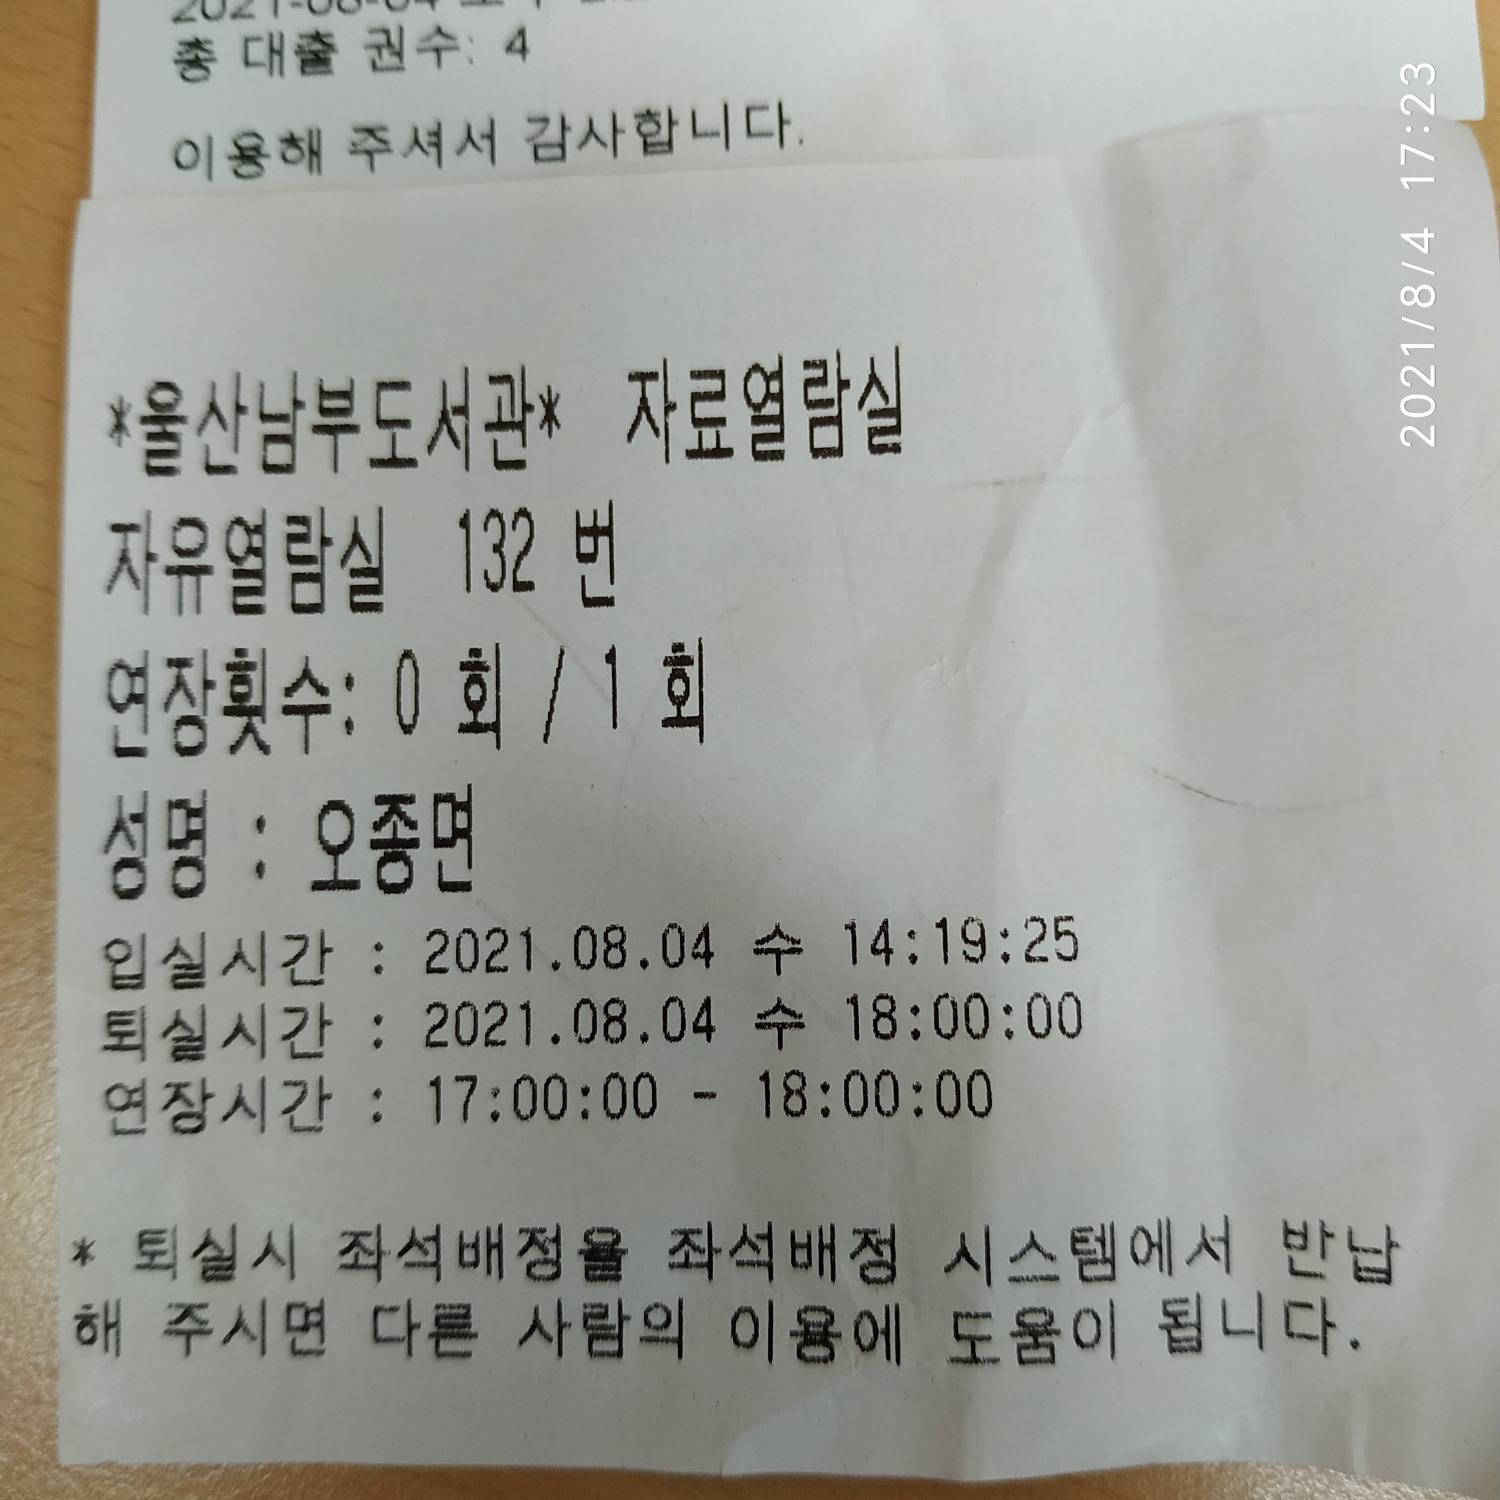 2021-08-04
총 대출 권수: 4
이용해 주셔서 감사합니다.
*울산남부도서관* 자료열람실
자유열람실 132 번
연장횟수: 0 회 / 1 회
성명 : 오종면
입실시간 : 2021.08.04 수 14:19:25
퇴실시간 : 2021.08.04 수 18:00:00
연장시간 : 17:00:00 - 18:00:00
* 퇴실시 좌석배정을 좌석배정 시스템에서 반납
해 주시면 다른 사람의 이용에 도움이 됩니다.
2021/8/4 17:23